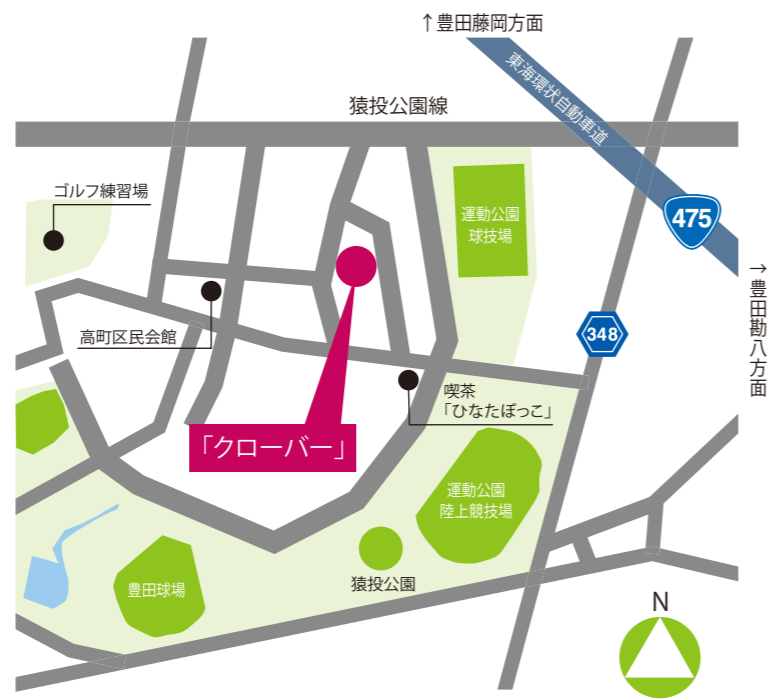 ↑豊田藤岡方面
東海環状自動車道
猿投公園線
ゴルフ練習場
運動公園
球技場
475
→豊田勘八方面
348
高町区民会館
喫茶
「ひなたぼっこ」
「クローバー」
運動公園
陸上競技場
猿投公園
豊田球場
N